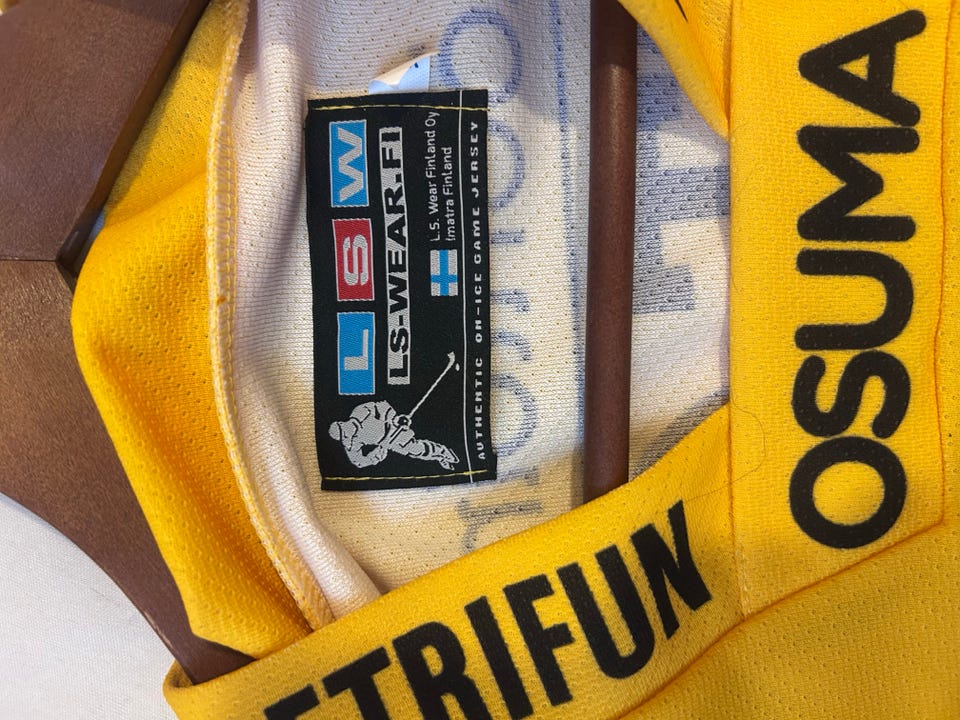 LSW
LS-WEAR.FI
L.S. Wear Finland Oy
Imatra Finland
AUTHENTIC ON-ICE GAME JERSEY
ETRIFUN
OSUMA